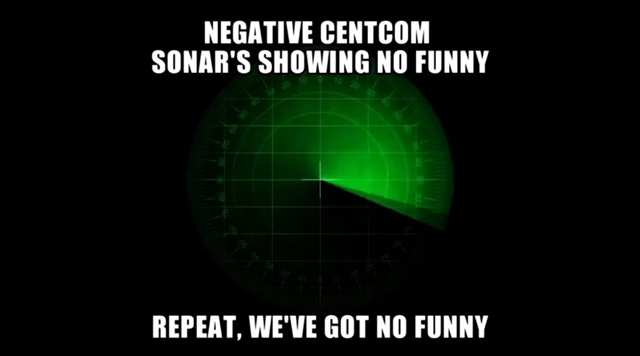 NEGATIVE CENTCOM
SONAR'S SHOWING NO FUNNY
REPEAT, WE'VE GOT NO FUNNY